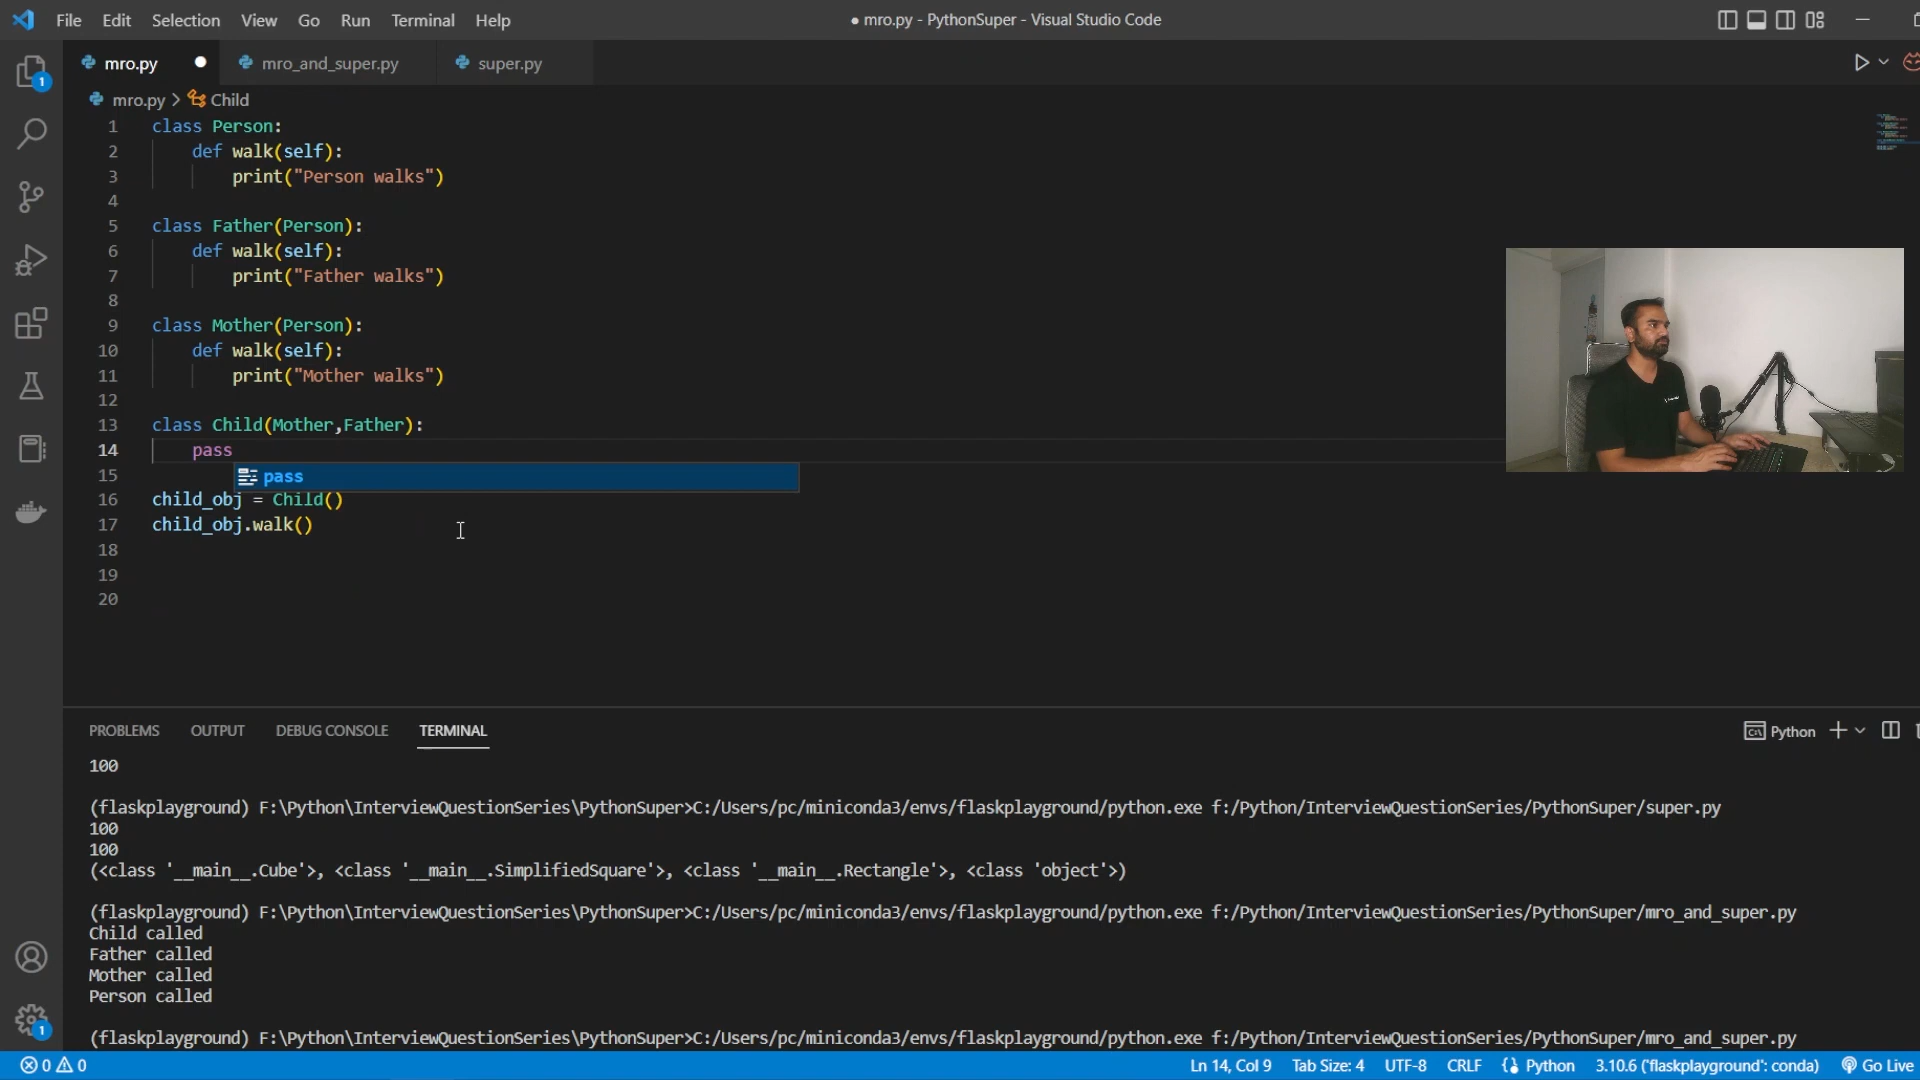 File Edit Selection View Go Run Terminal Help
● mro.py - PythonSuper - Visual Studio Code
mro.py mro_and_super.py super.py
mro.py > Child
1 class Person:
2 def walk(self):
3 print("Person walks")
4
5 class Father(Person):
6 def walk(self):
7 print("Father walks")
8
9 class Mother(Person):
10 def walk(self):
11 print("Mother walks")
12
13 class Child(Mother,Father):
14 pass
15 pass
16 child_obj = Child()
17 child_obj.walk()
18
19
20
PROBLEMS OUTPUT DEBUG CONSOLE TERMINAL Python
100
(flaskplayground) F:\Python\InterviewQuestionSeries\PythonSuper>C:/Users/pc/miniconda3/envs/flaskplayground/python.exe f:/Python/InterviewQuestionSeries/PythonSuper/super.py
100
100
(<class '__main__.Cube'>, <class '__main__.SimplifiedSquare'>, <class '__main__.Rectangle'>, <class 'object'>)
(flaskplayground) F:\Python\InterviewQuestionSeries\PythonSuper>C:/Users/pc/miniconda3/envs/flaskplayground/python.exe f:/Python/InterviewQuestionSeries/PythonSuper/mro_and_super.py
Child called
Father called
Mother called
Person called
(flaskplayground) F:\Python\InterviewQuestionSeries\PythonSuper>C:/Users/pc/miniconda3/envs/flaskplayground/python.exe f:/Python/InterviewQuestionSeries/PythonSuper/mro_and_super.py
1
1
0 0 Ln 14, Col 9 Tab Size: 4 UTF-8 CRLF Python 3.10.6 ('flaskplayground': conda) Go Live